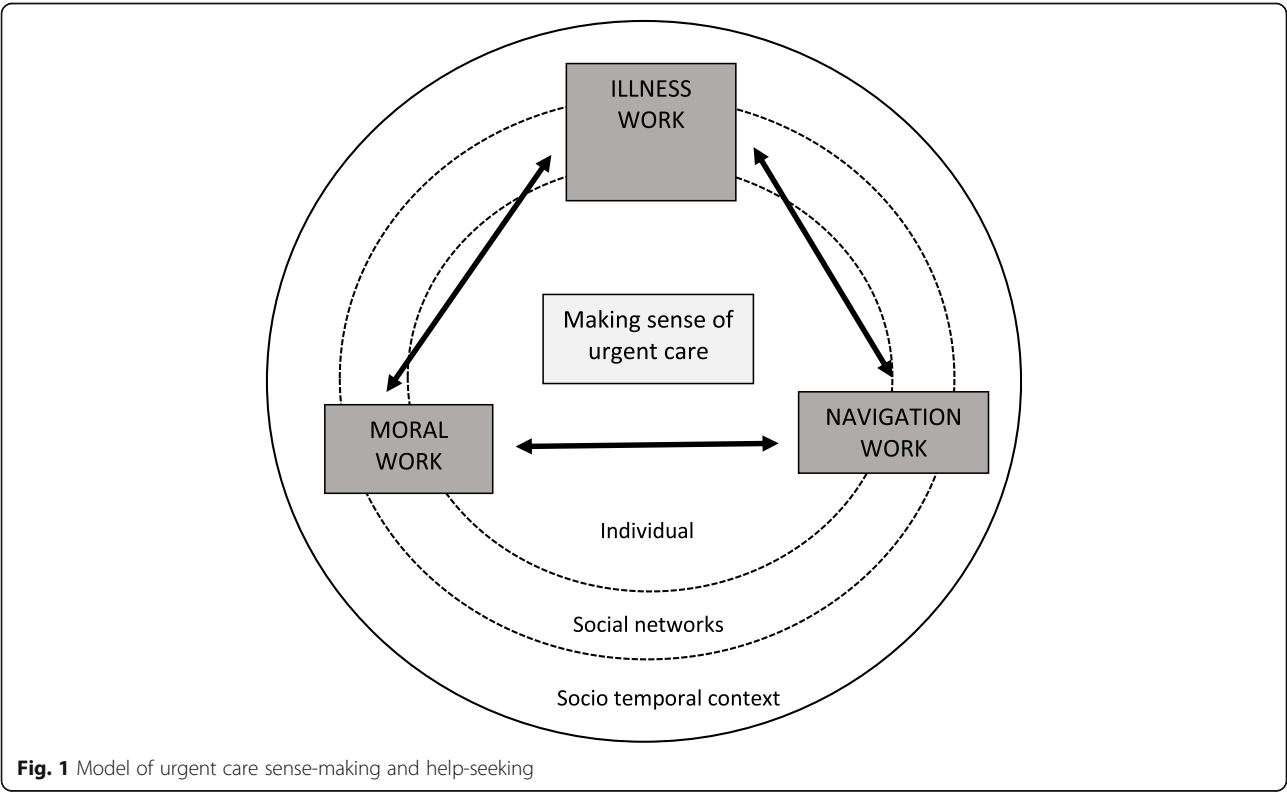 ILLNESS
WORK
Making sense of
urgent care
MORAL
WORK
NAVIGATION
WORK
Individual
Social networks
Socio temporal context
Fig. 1 Model of urgent care sense-making and help-seeking